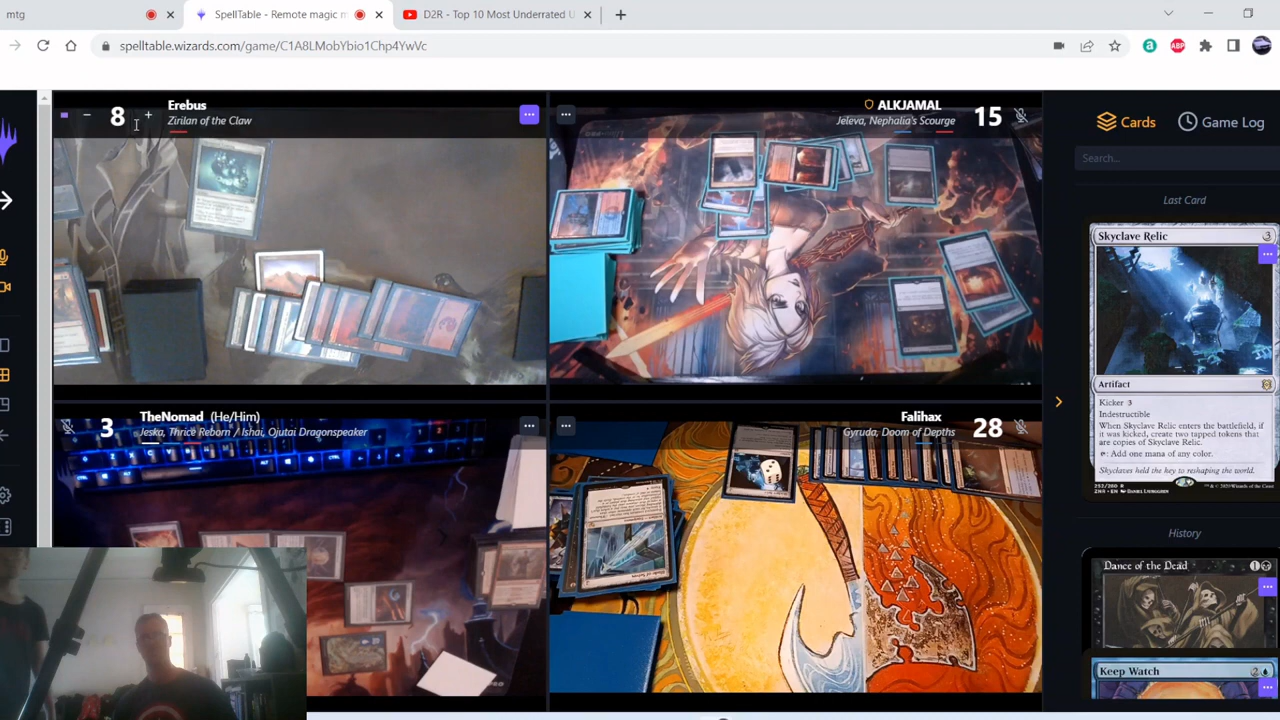 mtg
SpellTable - Remote magic m
D2R - Top 10 Most Underrated U
spelltable.wizards.com/game/C1A8LMobYbio1Chp4YwVc
ABP
8
Erebus
Zirilan of the Claw
ALKJAMAL
Jeleva, Nephalia's Scourge
15
3
TheNomad (He/Him)
Jeska, Thrice Reborn / Ishai, Ojutai Dragonspeaker
Falihax
Gyruda, Doom of Depths
28
Cards
Game Log
Search...
Last Card
Skyclave Relic
3
Artifact
Kicker 3
Indestructible
When Skyclave Relic enters the battlefield, if
it was kicked, create two tapped tokens that
are copies of Skyclave Relic.
: Add one mana of any color.
Skyclaves held the key to reshaping the world.
History
Dance of the Dead
1
Keep Watch
2